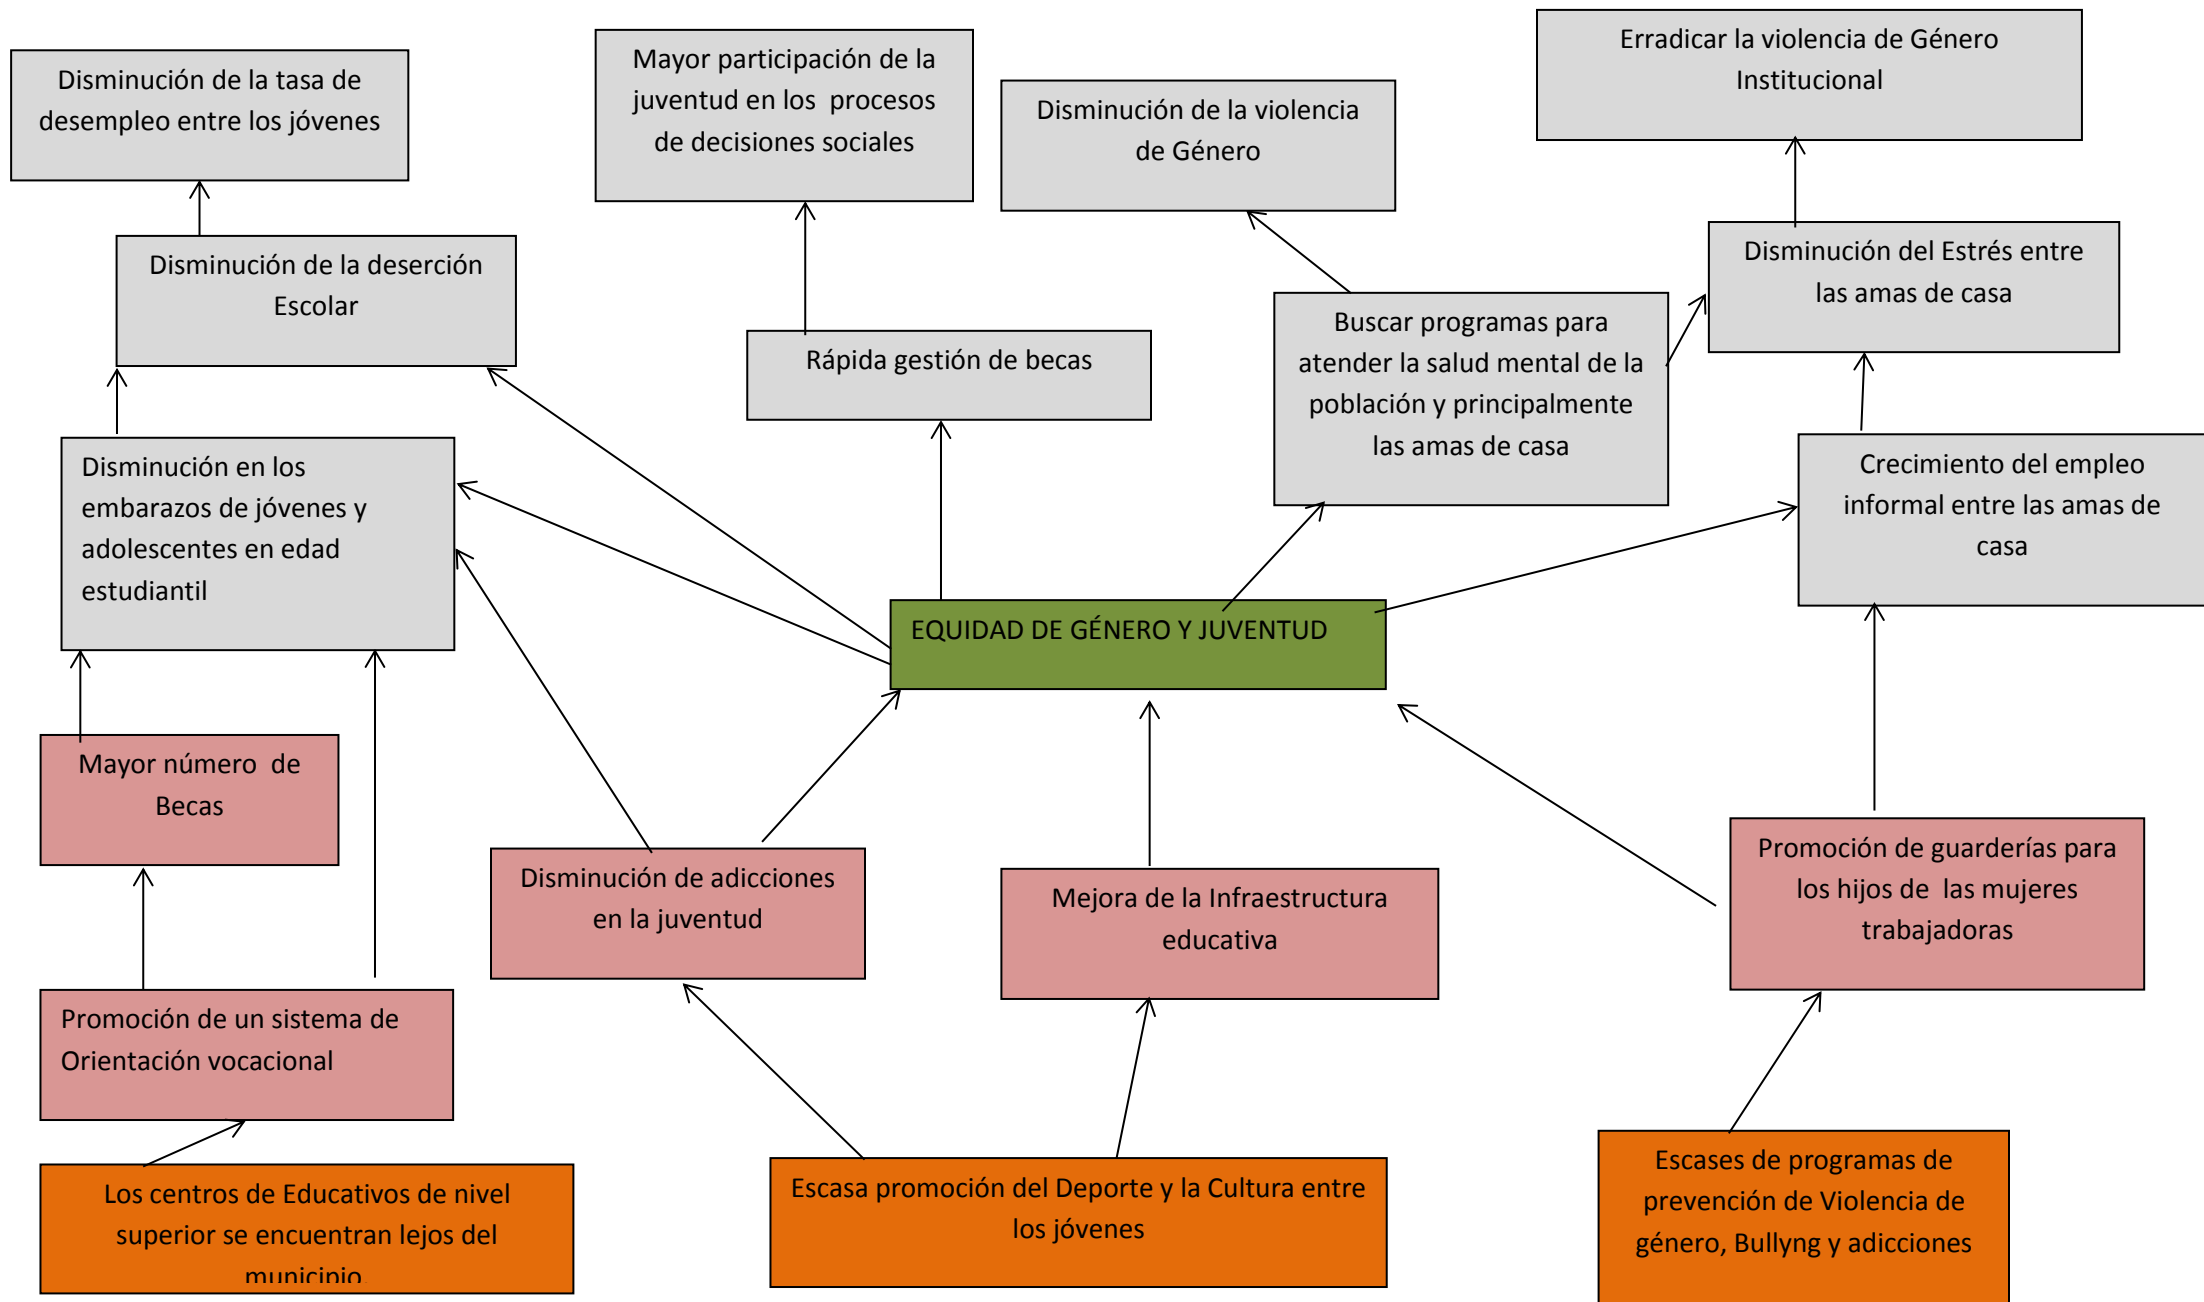 Erradicar la violencia de Género
Institucional
Mayor participación de la
juventud en los procesos
de decisiones sociales
Disminución de la tasa de
desempleo entre los jóvenes
Disminución de la violencia
de Género
Disminución de la deserción
Escolar
Disminución del Estrés entre
las amas de casa
Buscar programas para
atender la salud mental de la
población y principalmente
las amas de casa
Rápida gestión de becas
Disminución en los
embarazos de jóvenes y
adolescentes en edad
estudiantil
Crecimiento del empleo
informal entre las amas de
casa
EQUIDAD DE GÉNERO Y JUVENTUD
Mayor número de
Becas
Disminución de adicciones
en la juventud
Mejora de la Infraestructura
educativa
Promoción de guarderías para
los hijos de las mujeres
trabajadoras
Promoción de un sistema de
Orientación vocacional
Los centros de Educativos de nivel
superior se encuentran lejos del
municipio.
Escasa promoción del Deporte y la Cultura entre
los jóvenes
Escases de programas de
prevención de Violencia de
género, Bullyng y adicciones